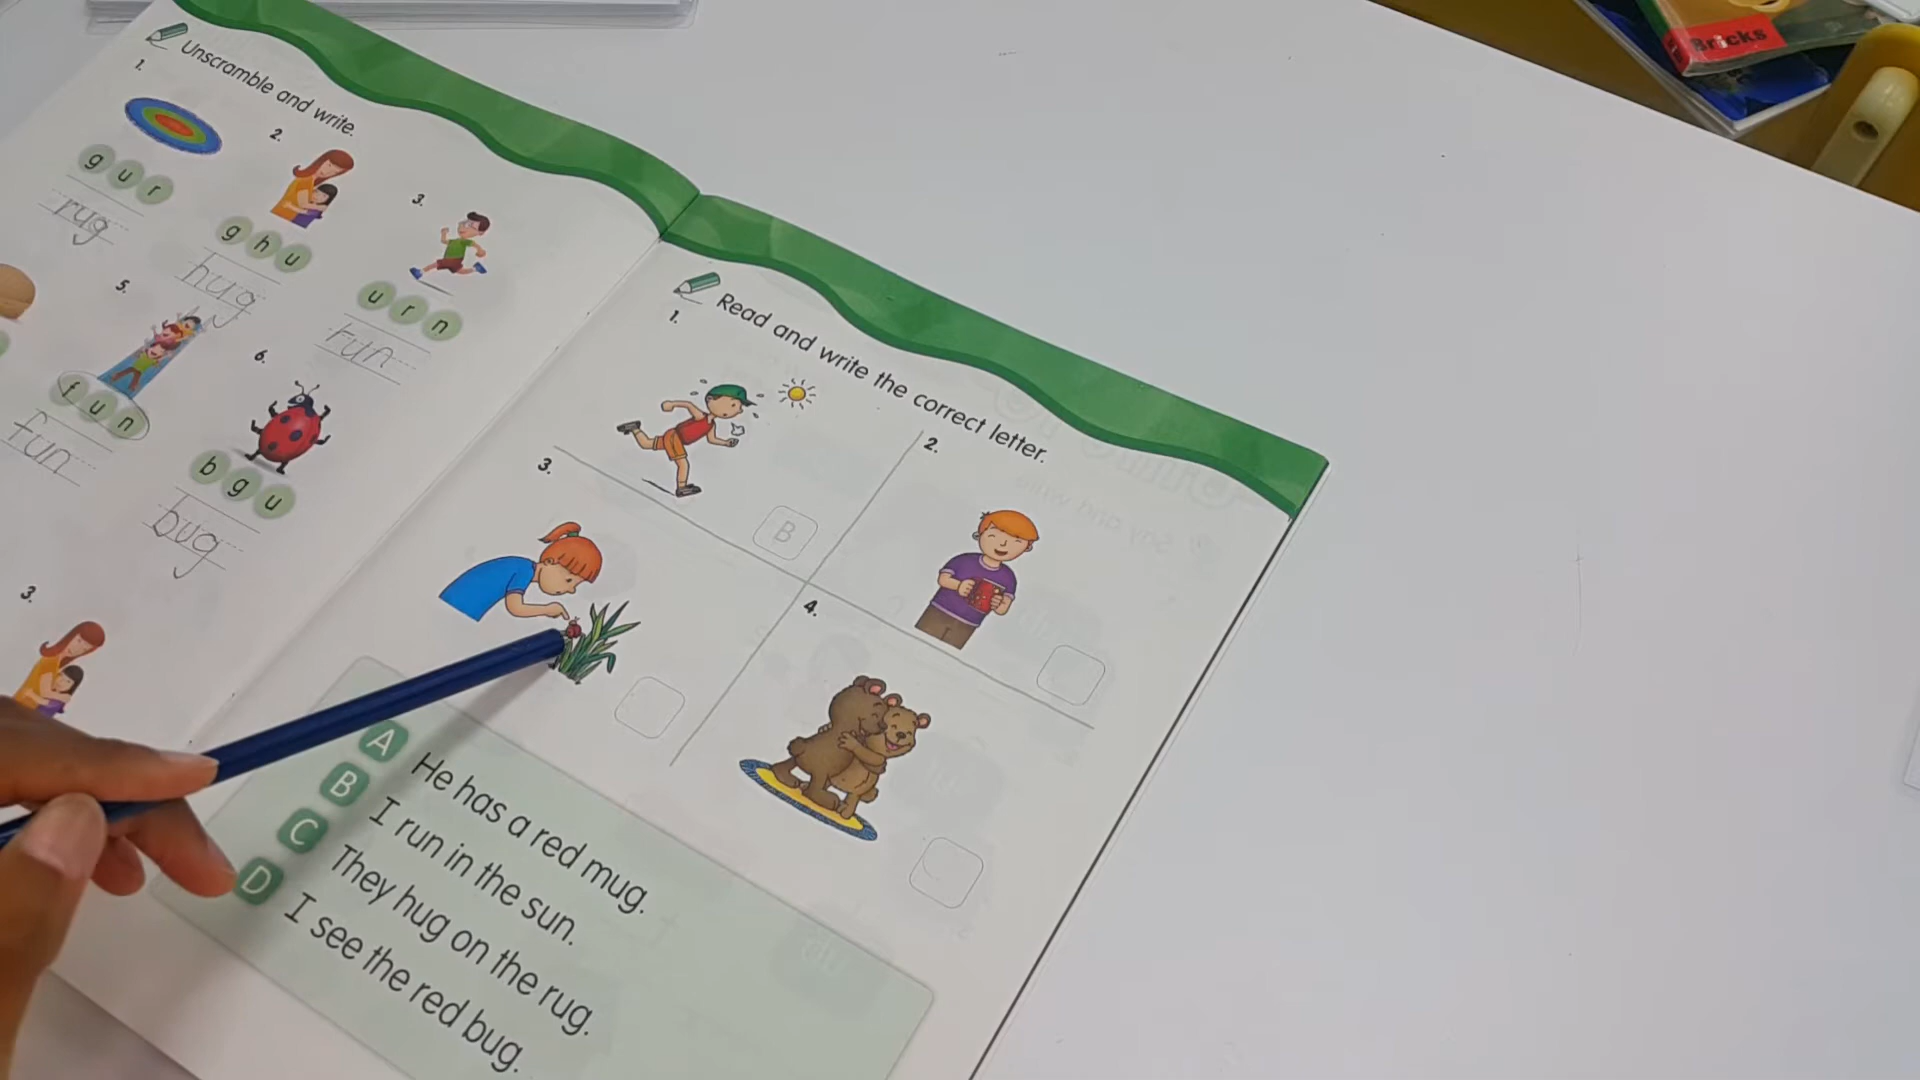 Unscramble and write.
1.
g u r
rug
2.
g h u
hug
3.
u r n
run
5.
f u n
fun
6.
b g u
bug
3.
Read and write the correct letter.
1.
B
2.
3.
4.
A He has a red mug.
B I run in the sun.
C They hug on the rug.
D I see the red bug.
Bricks